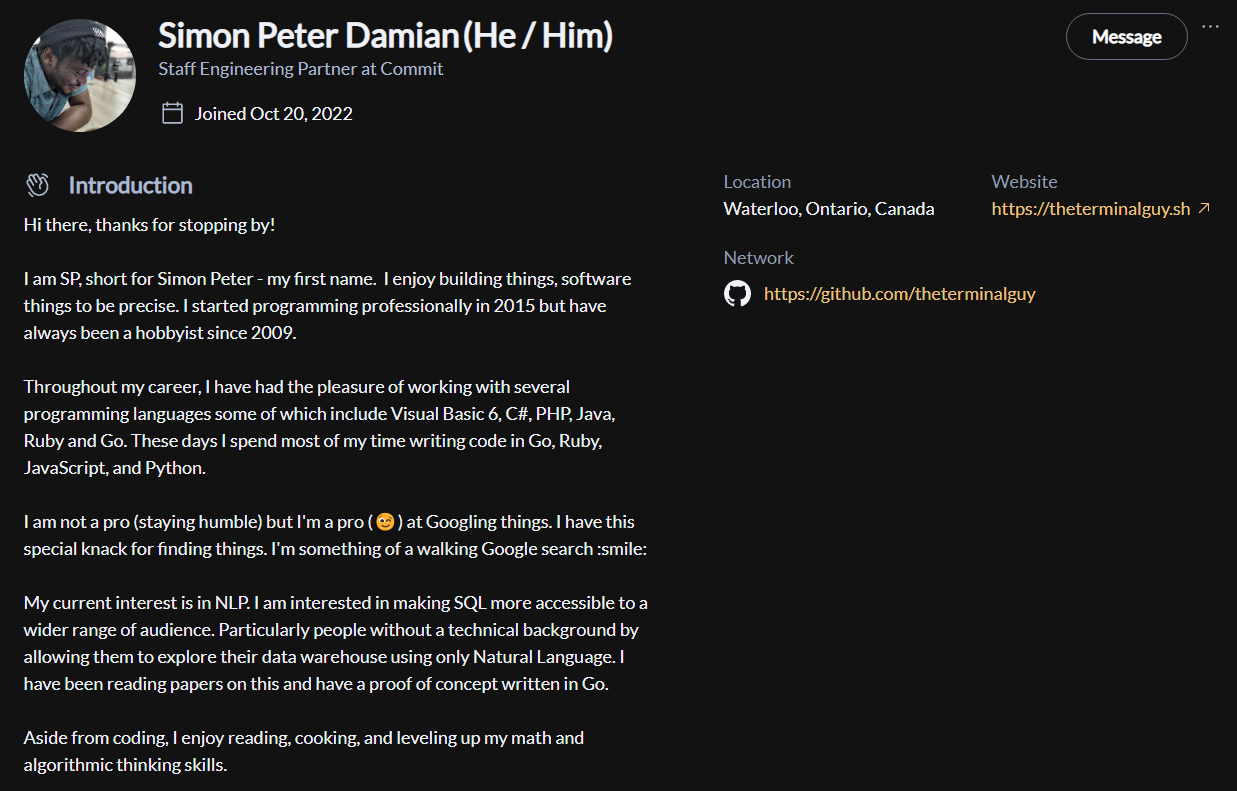 Simon Peter Damian (He / Him)
Staff Engineering Partner at Commit
Joined Oct 20, 2022
Message
Introduction
Hi there, thanks for stopping by!
I am SP, short for Simon Peter - my first name.  I enjoy building things, software
things to be precise. I started programming professionally in 2015 but have
always been a hobbyist since 2009.
Throughout my career, I have had the pleasure of working with several
programming languages some of which include Visual Basic 6, C#, PHP, Java,
Ruby and Go. These days I spend most of my time writing code in Go, Ruby,
JavaScript, and Python.
I am not a pro (staying humble) but I'm a pro ( 😊 ) at Googling things. I have this
special knack for finding things. I'm something of a walking Google search :smile:
My current interest is in NLP. I am interested in making SQL more accessible to a
wider range of audience. Particularly people without a technical background by
allowing them to explore their data warehouse using only Natural Language. I
have been reading papers on this and have a proof of concept written in Go.
Aside from coding, I enjoy reading, cooking, and leveling up my math and
algorithmic thinking skills.
Location
Waterloo, Ontario, Canada
Website
https://theterminalguy.sh
Network
https://github.com/theterminalguy